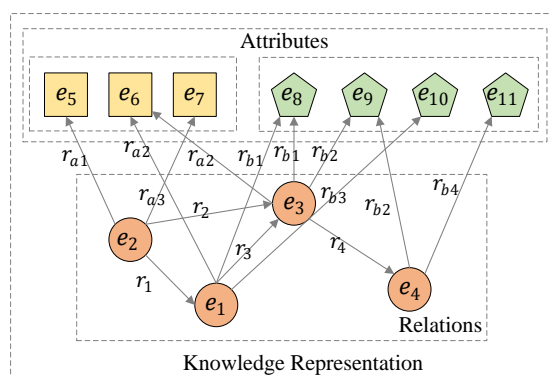 Attributes
e5 e6 e7 e8 e9 e10 e11
ra1 ra2 ra3 ra2 rb1 rb1 rb2 rb3 rb2 rb4
e2 r2 e3
r1 r3 r4
e1 e4
Relations
Knowledge Representation